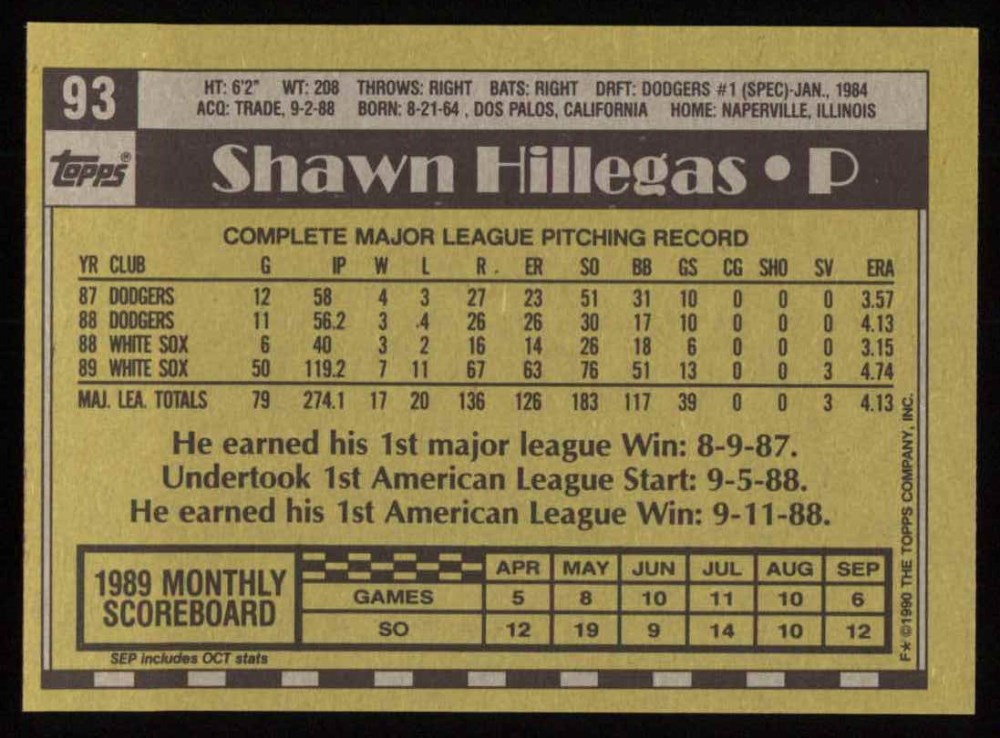 93
HT: 6'2" WT: 208 THROWS: RIGHT BATS: RIGHT DRFT: DODGERS #1 (SPEC)-JAN., 1984
ACQ: TRADE, 9-2-88 BORN: 8-21-64 , DOS PALOS, CALIFORNIA HOME: NAPERVILLE, ILLINOIS
Topps®
Shawn Hillegas • P
COMPLETE MAJOR LEAGUE PITCHING RECORD
YR CLUB G IP W L R ER SO BB GS CG SHO SV ERA
87 DODGERS 12 58 4 3 27 23 51 31 10 0 0 0 3.57
88 DODGERS 11 56.2 3 4 26 26 30 17 10 0 0 0 4.13
88 WHITE SOX 6 40 3 2 16 14 26 18 6 0 0 0 3.15
89 WHITE SOX 50 119.2 7 11 67 63 76 51 13 0 0 3 4.74
MAJ. LEA. TOTALS 79 274.1 17 20 136 126 183 117 39 0 0 3 4.13
He earned his 1st major league Win: 8-9-87.
Undertook 1st American League Start: 9-5-88.
He earned his 1st American League Win: 9-11-88.
1989 MONTHLY SCOREBOARD
APR MAY JUN JUL AUG SEP
GAMES 5 8 10 11 10 6
SO 12 19 9 14 10 12
SEP includes OCT stats
F* ©1990 THE TOPPS COMPANY, INC.